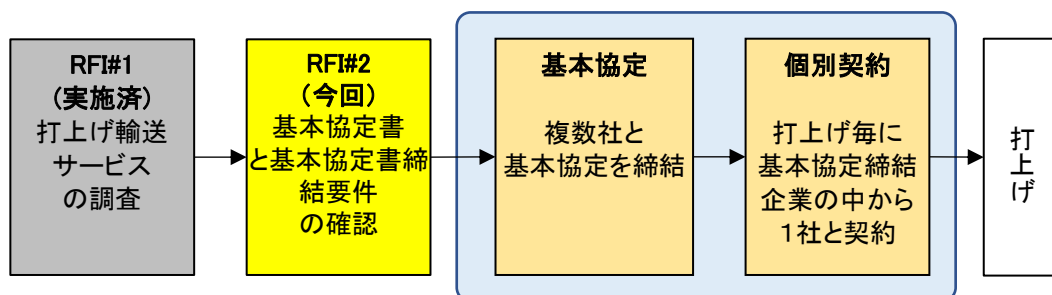 RFI#1
(実施済)
打上げ輸送
サービス
の調査
RFI#2
(今回)
基本協定書
と基本協定書締
結要件
の確認
基本協定
複数社と
基本協定を締結
個別契約
打上げ毎に
基本協定締結
企業の中から
1社と契約
打上げ